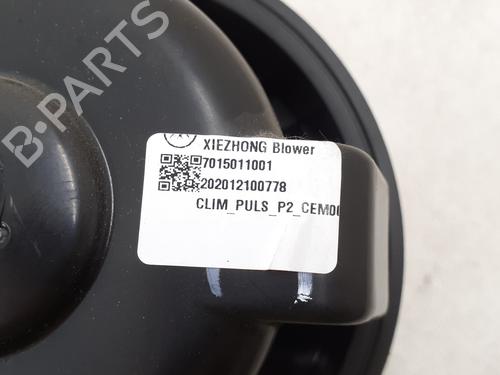 B-PARTS
XIEZHONG Blower
7015011001
202012100778
CLIM_PULS_P2_CEM0